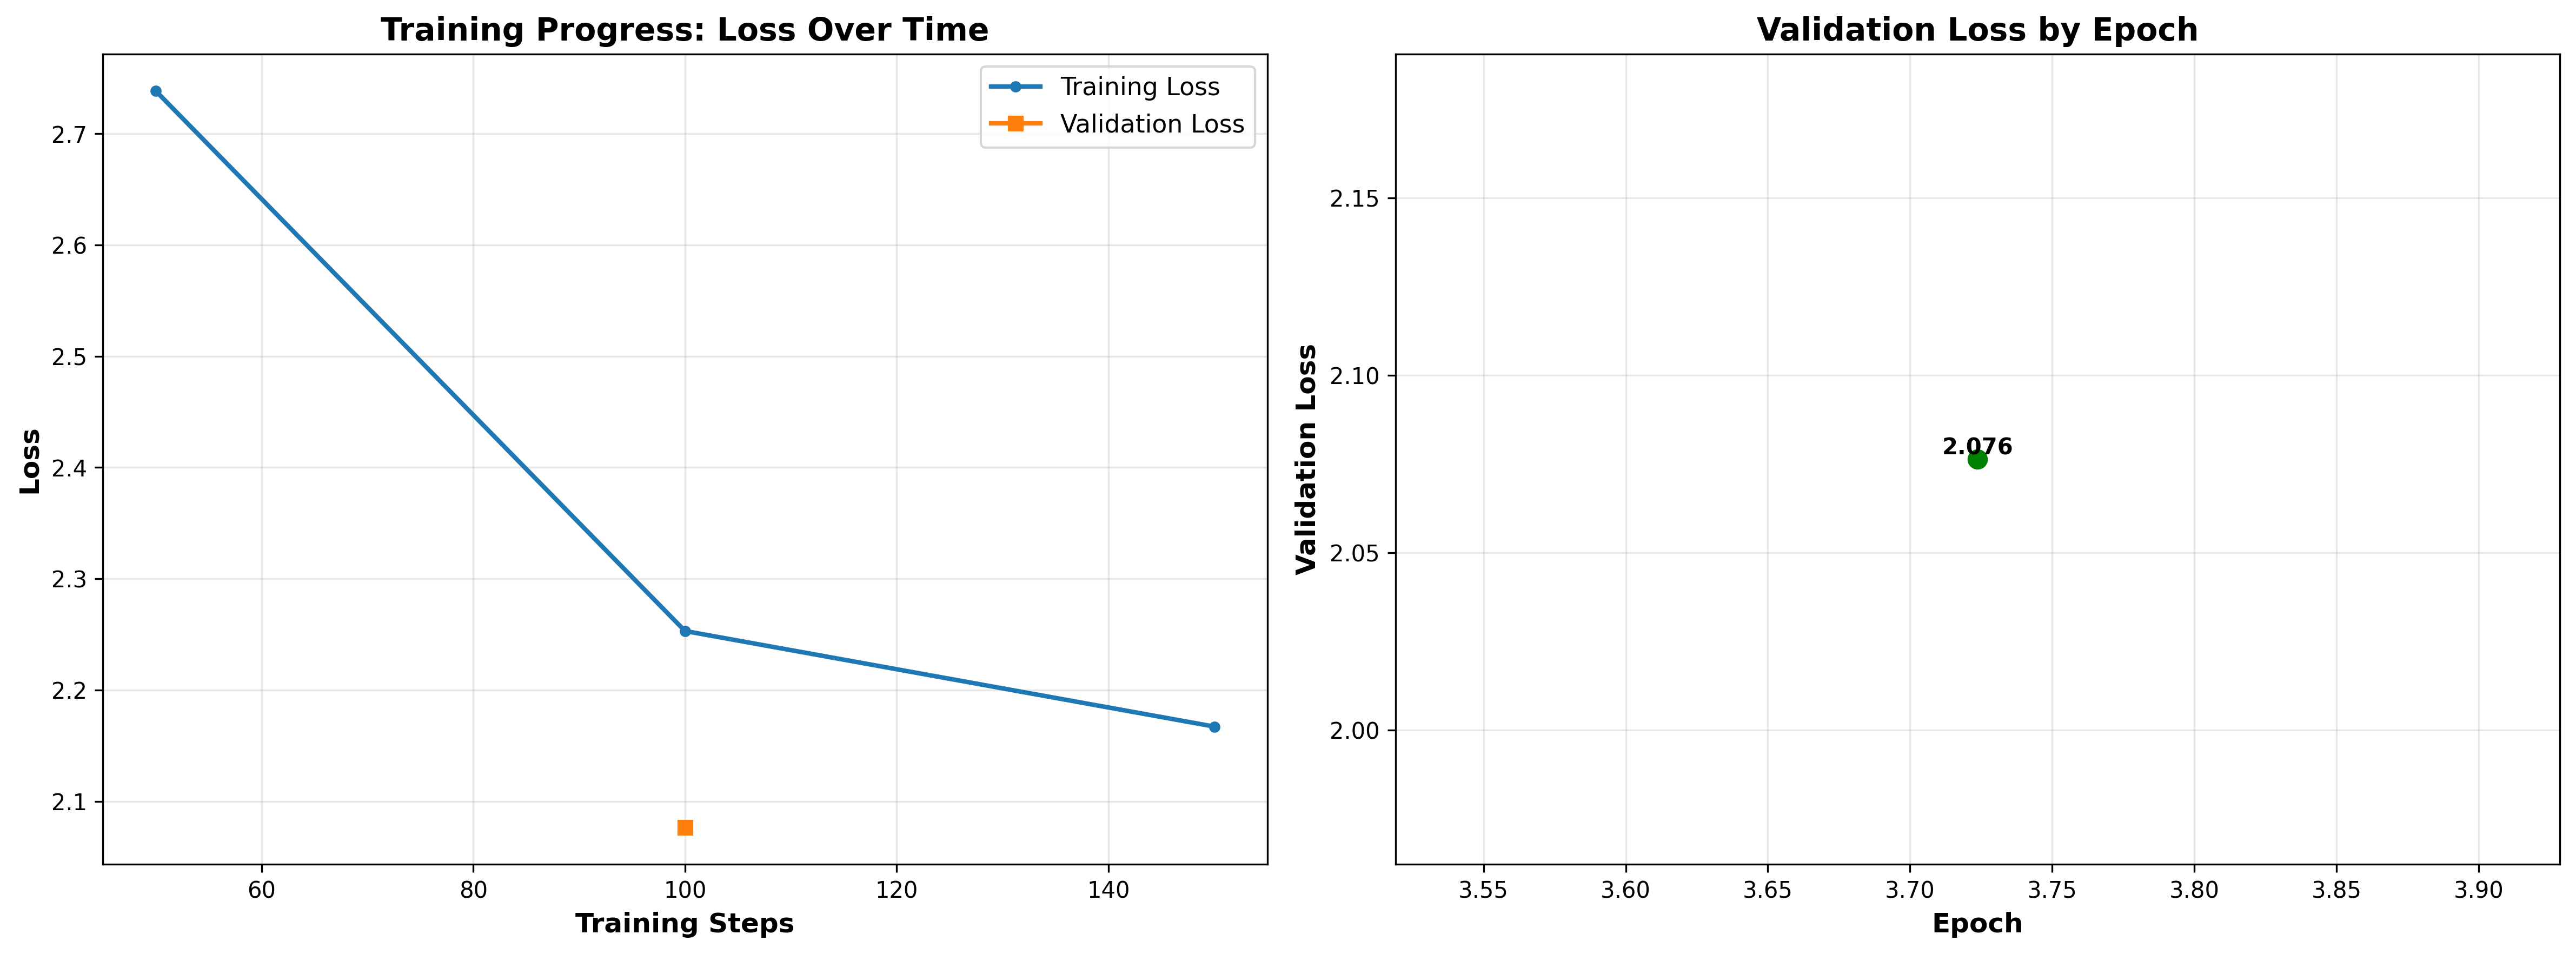 Training Progress: Loss Over Time
Training Loss
Validation Loss
Loss
2.7
2.6
2.5
2.4
2.3
2.2
2.1
60 80 100 120 140
Training Steps
Validation Loss by Epoch
Validation Loss
2.15
2.10
2.05
2.00
2.076
3.55 3.60 3.65 3.70 3.75 3.80 3.85 3.90
Epoch